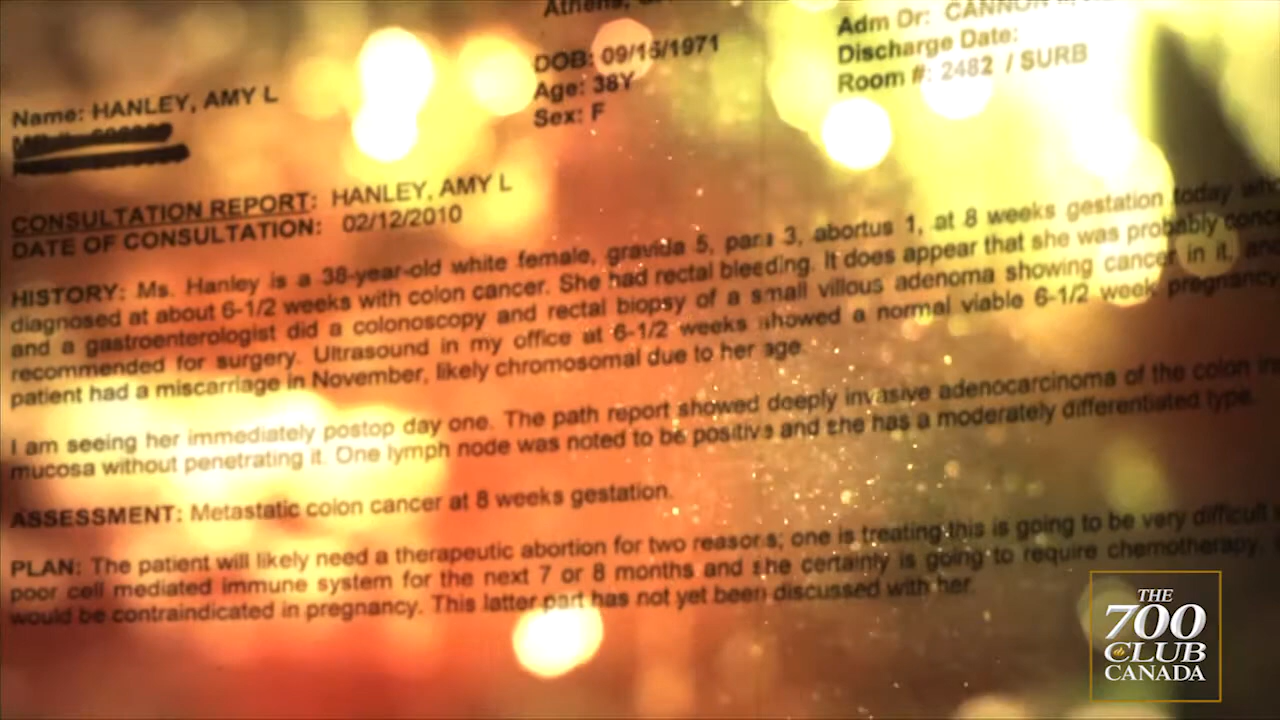 Athens,
Adm Dr: CANNON
DOB: 09/16/1971
Discharge Date:
Age: 38Y
Room #: 2482 / SURB
Sex: F
Name: HANLEY, AMY L
CONSULTATION REPORT: HANLEY, AMY L
DATE OF CONSULTATION: 02/12/2010
HISTORY: Ms. Hanley is a 38-year-old white female, gravida 5, para 3, abortus 1, at 8 weeks gestation today
diagnosed at about 6-1/2 weeks with colon cancer. She had rectal bleeding. It does appear that she was probably
and a gastroenterologist did a colonoscopy and rectal biopsy of a small villous adenoma showing cancer in it,
recommended for surgery. Ultrasound in my office at 6-1/2 weeks showed a normal viable 6-1/2 week pregnancy
patient had a miscarriage in November, likely chromosomal due to her age.
I am seeing her immediately postop day one. The path report showed deeply invasive adenocarcinoma of the colon
mucosa without penetrating it. One lymph node was noted to be positive and she has a moderately differentiated type.
ASSESSMENT: Metastatic colon cancer at 8 weeks gestation.
PLAN: The patient will likely need a therapeutic abortion for two reasons; one is treating this is going to be very difficult
poor cell mediated immune system for the next 7 or 8 months and she certainly is going to require chemotherapy.
would be contraindicated in pregnancy. This latter part has not yet been discussed with her.
THE
700
CLUB
CANADA